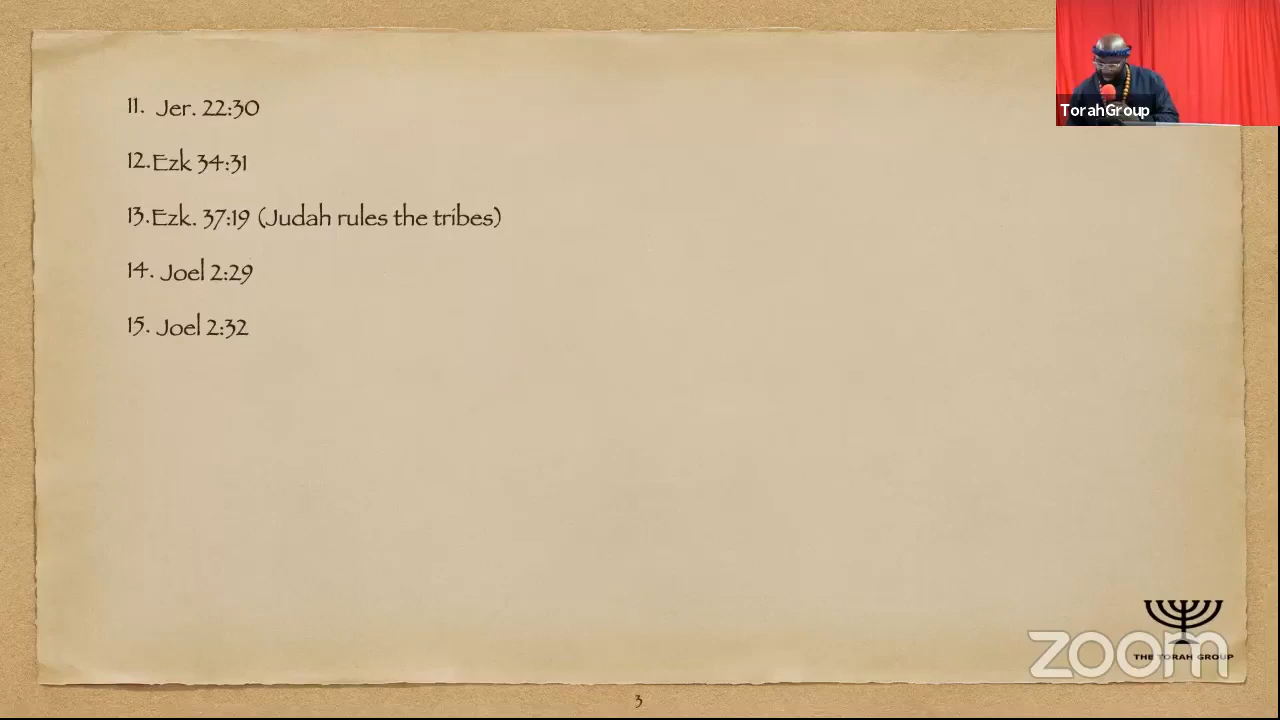 11. Jer. 22:30
12.Ezk 34:31
13.Ezk. 37:19 (Judah rules the tribes)
14. Joel 2:29
15. Joel 2:32
TorahGroup
THE TORAH GROUP
zoom
3